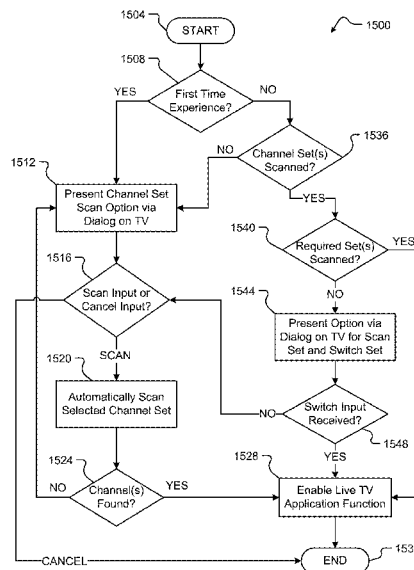 1504
START
1500
1508
YES
First Time
Experience?
NO
1512
NO
Channel Set(s)
Scanned?
1536
Present Channel Set
Scan Option via
Dialog on TV
YES
1540
Required Set(s)
Scanned?
YES
1516
Scan Input or
Cancel Input?
NO
1544
Present Option via
Dialog on TV for Scan
Set and Switch Set
SCAN
1520
Automatically Scan
Selected Channel Set
NO
Switch Input
Received?
1548
1524
NO
Channel(s)
Found?
YES
1528
YES
Enable Live TV
Application Function
CANCEL
END
153